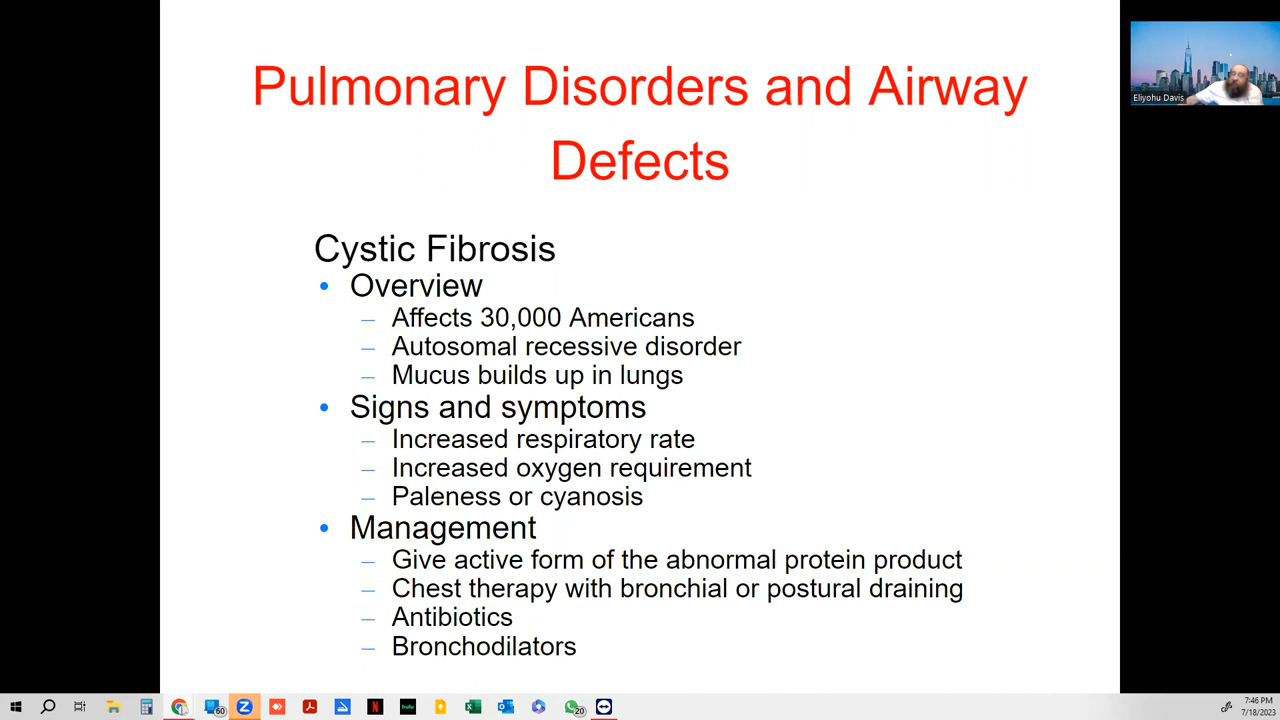 Pulmonary Disorders and Airway
Defects
Eliyohu Davis
Cystic Fibrosis
• Overview
– Affects 30,000 Americans
– Autosomal recessive disorder
– Mucus builds up in lungs
• Signs and symptoms
– Increased respiratory rate
– Increased oxygen requirement
– Paleness or cyanosis
• Management
– Give active form of the abnormal protein product
– Chest therapy with bronchial or postural draining
– Antibiotics
– Bronchodilators
60
Z
N
hulu
20
7:46 PM
7/18/2023